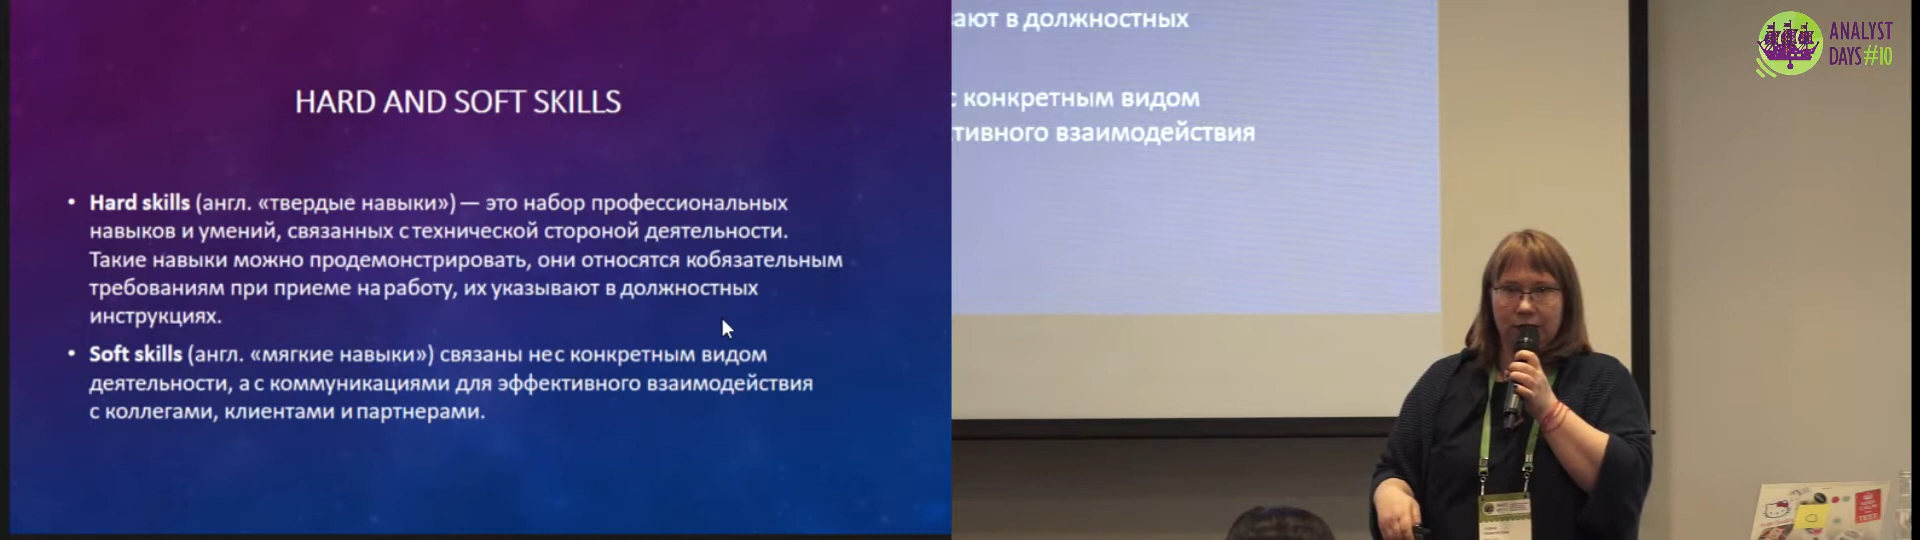 HARD AND SOFT SKILLS
• Hard skills (англ. «твердые навыки») — это набор профессиональных
навыков и умений, связанных с технической стороной деятельности.
Такие навыки можно продемонстрировать, они относятся кобязательным
требованиям при приеме на работу, их указывают в должностных
инструкциях.
• Soft skills (англ. «мягкие навыки») связаны не с конкретным видом
деятельности, а с коммуникациями для эффективного взаимодействия
с коллегами, клиентами и партнерами.
в должностных
с конкретным видом
взаимодействия
ANALYST
DAYS#10
TEST